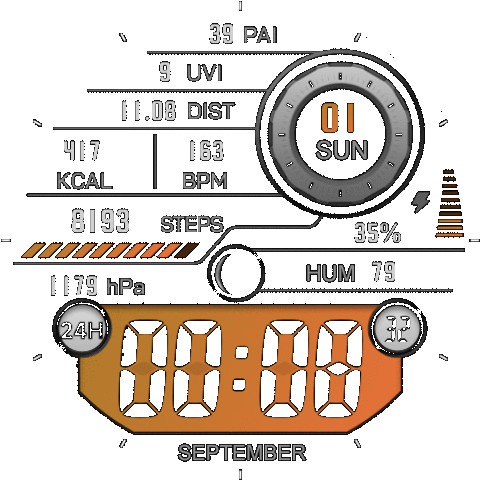 39 PAI
9 UVI
11.08 DIST
01
SUN
417 163
KCAL BPM
8193 STEPS
35%
HUM 79
1179 hPa
24H
00:08
SEPTEMBER